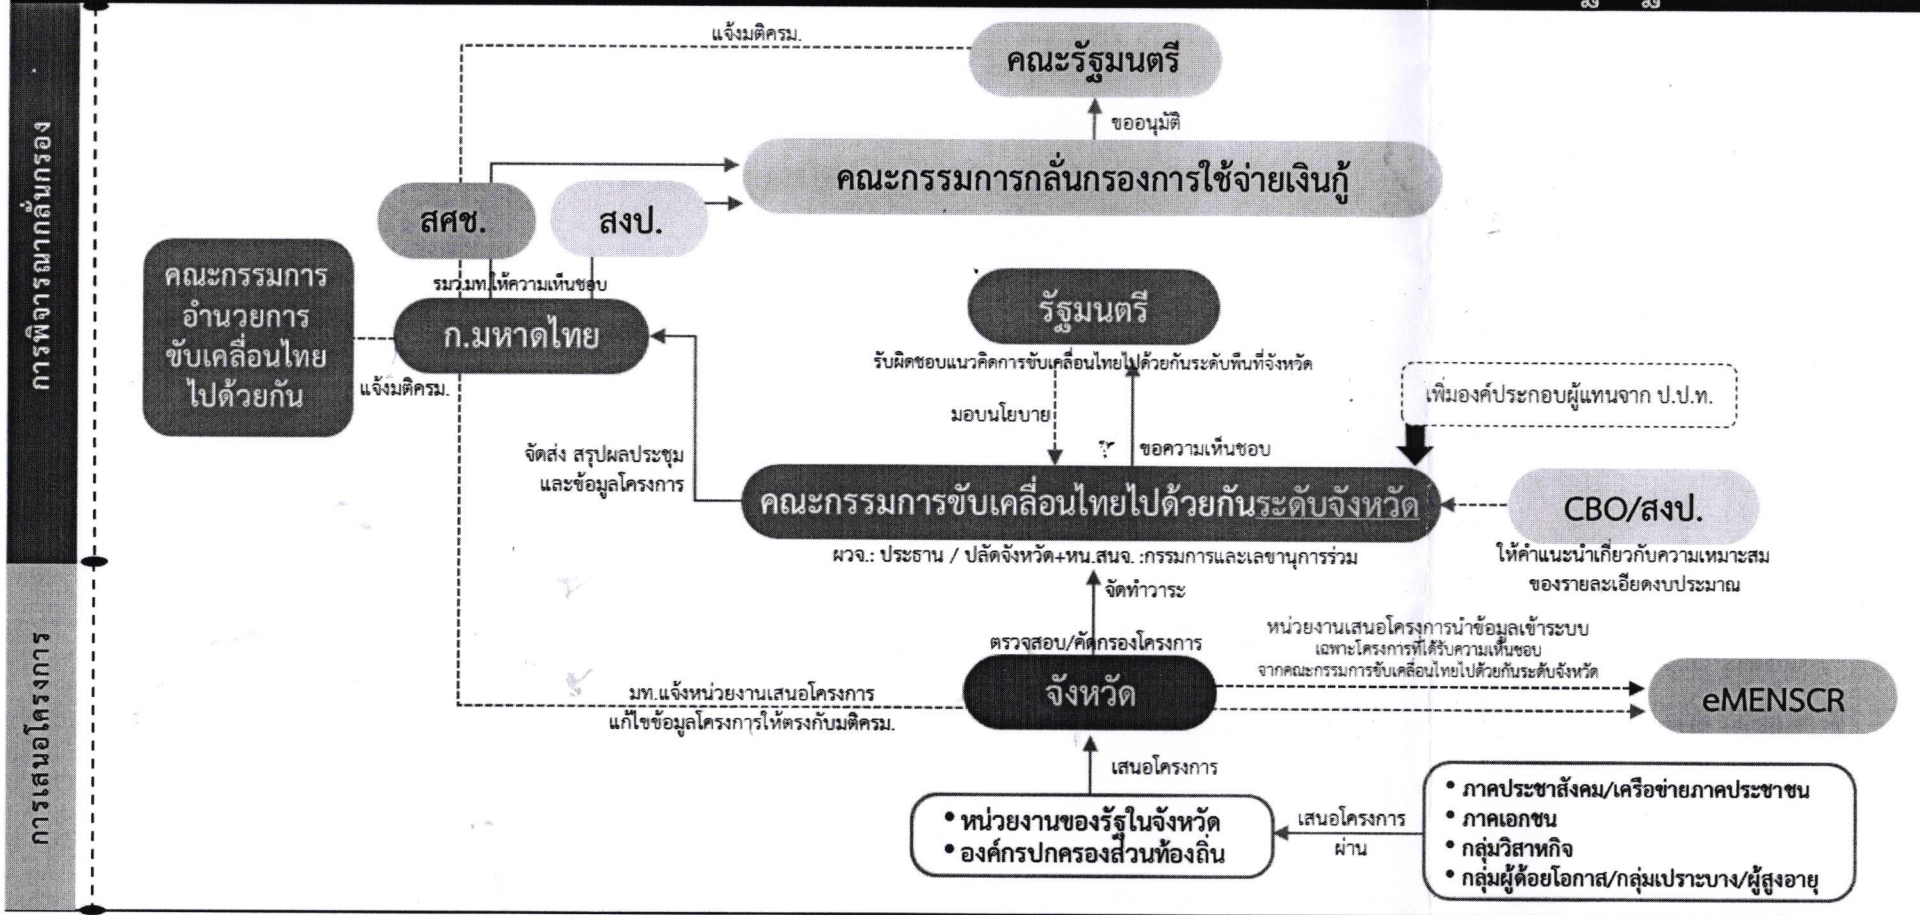 แจ้งมติครม.
คณะรัฐมนตรี
ขออนุมัติ
คณะกรรมการกลั่นกรองการใช้จ่ายเงินกู้
การพิจารณากลั่นกรอง
สศช.
สงป.
รมว.มท.ให้ความเห็นชอบ
คณะกรรมการ
อำนวยการ
ขับเคลื่อนไทย
ไปด้วยกัน
ก.มหาดไทย
แจ้งมติครม.
รัฐมนตรี
รับผิดชอบแนวคิดการขับเคลื่อนไทยไปด้วยกันระดับพื้นที่จังหวัด
มอบนโยบาย
ขอความเห็นชอบ
เพิ่มองค์ประกอบผู้แทนจาก ป.ป.ท.
จัดส่ง สรุปผลประชุม
และข้อมูลโครงการ
คณะกรรมการขับเคลื่อนไทยไปด้วยกันระดับจังหวัด
CBO/สงป.
ผวจ.: ประธาน / ปลัดจังหวัด+หน.สนจ. :กรรมการและเลขานุการร่วม
ให้คำแนะนำเกี่ยวกับความเหมาะสม
ของรายละเอียดงบประมาณ
จัดทำวาระ
การเสนอโครงการ
ตรวจสอบ/คัดกรองโครงการ
จังหวัด
หน่วยงานเสนอโครงการนำข้อมูลเข้าระบบ
เฉพาะโครงการที่ได้รับความเห็นชอบ
จากคณะกรรมการขับเคลื่อนไทยไปด้วยกันระดับจังหวัด
eMENSCR
มท.แจ้งหน่วยงานเสนอโครงการ
แก้ไขข้อมูลโครงการให้ตรงกับมติครม.
เสนอโครงการ
• หน่วยงานของรัฐในจังหวัด
• องค์กรปกครองส่วนท้องถิ่น
เสนอโครงการ
ผ่าน
• ภาคประชาสังคม/เครือข่ายภาคประชาชน
• ภาคเอกชน
• กลุ่มวิสาหกิจ
• กลุ่มผู้ด้อยโอกาส/กลุ่มเปราะบาง/ผู้สูงอายุ